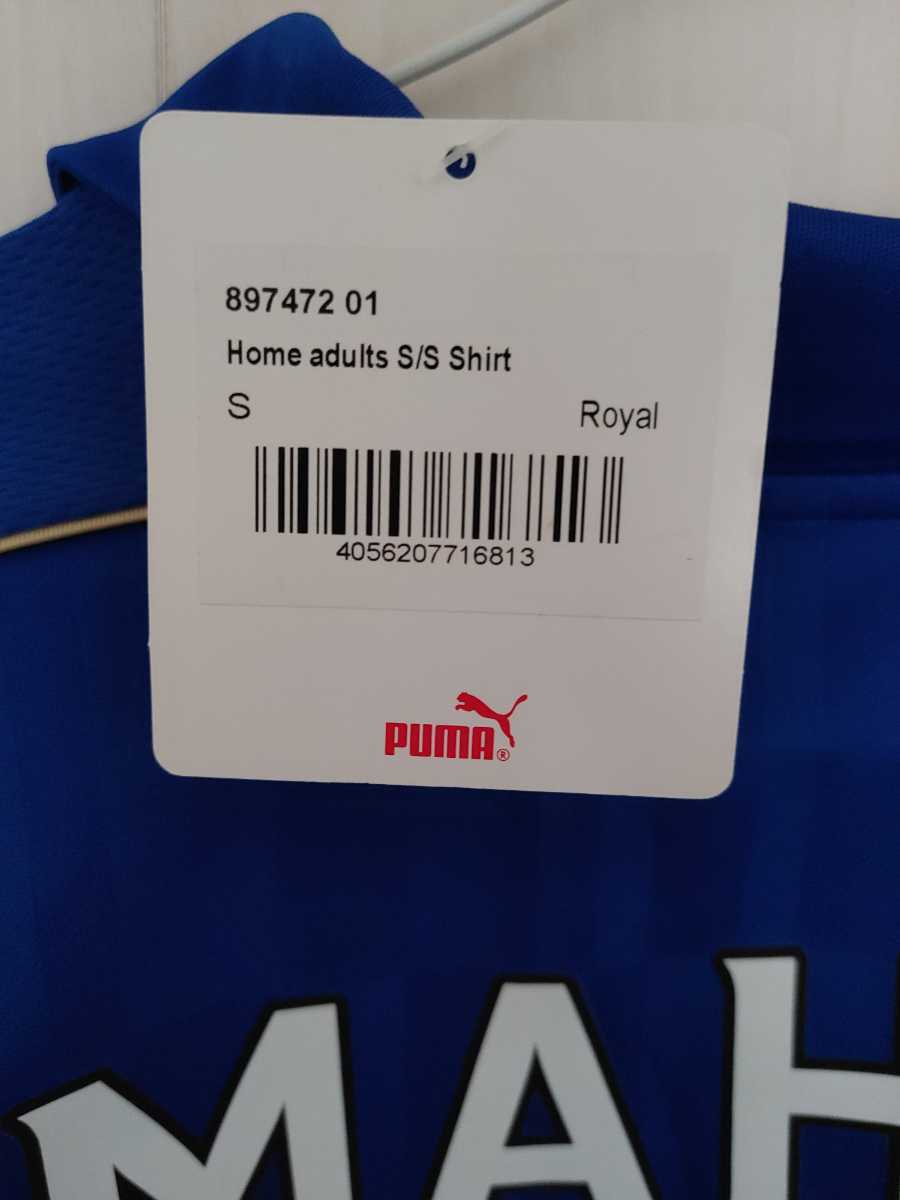 897472 01
Home adults S/S Shirt
S Royal
4056207716813
PUMA®
MAH